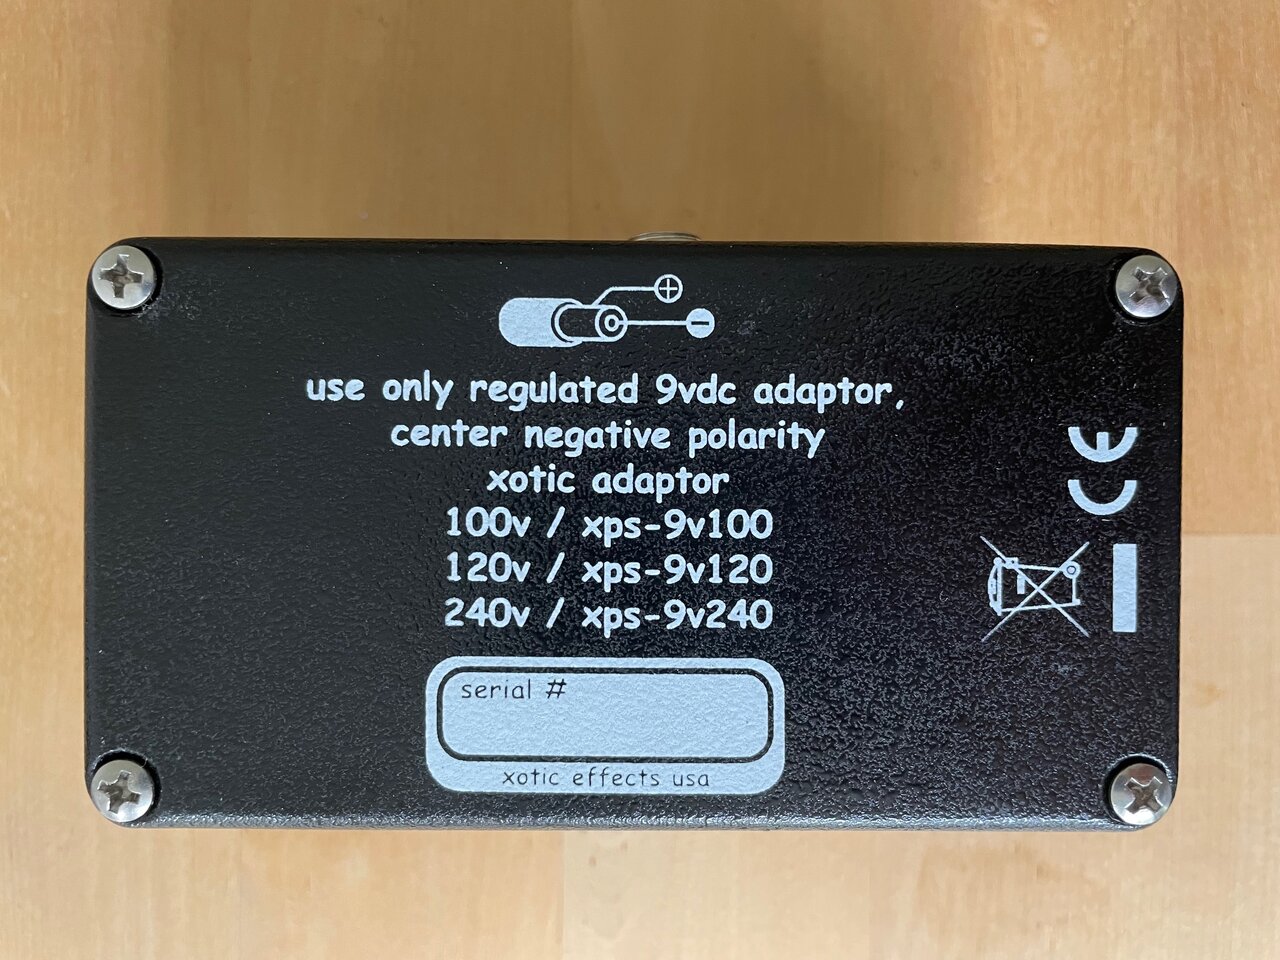 +
-
use only regulated 9vdc adaptor,
center negative polarity
xotic adaptor
100v / xps-9v100
120v / xps-9v120
240v / xps-9v240
CE
serial #
xotic effects usa